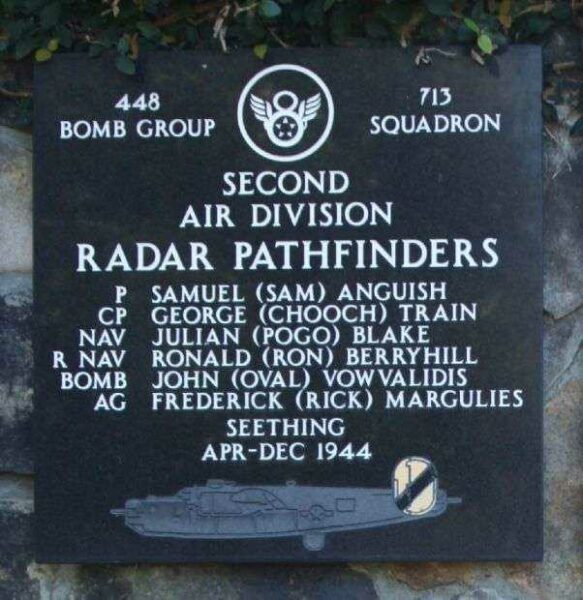 448 BOMB GROUP
713 SQUADRON
SECOND
AIR DIVISION
RADAR PATHFINDERS
P SAMUEL (SAM) ANGUISH
CP GEORGE (CHOOCH) TRAIN
NAV JULIAN (POGO) BLAKE
R NAV RONALD (RON) BERRYHILL
BOMB JOHN (OVAL) VOWVALIDIS
AG FREDERICK (RICK) MARGULIES
SEETHING
APR-DEC 1944